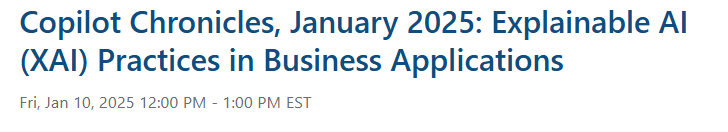 Copilot Chronicles, January 2025: Explainable AI
(XAI) Practices in Business Applications
Fri, Jan 10, 2025 12:00 PM - 1:00 PM EST